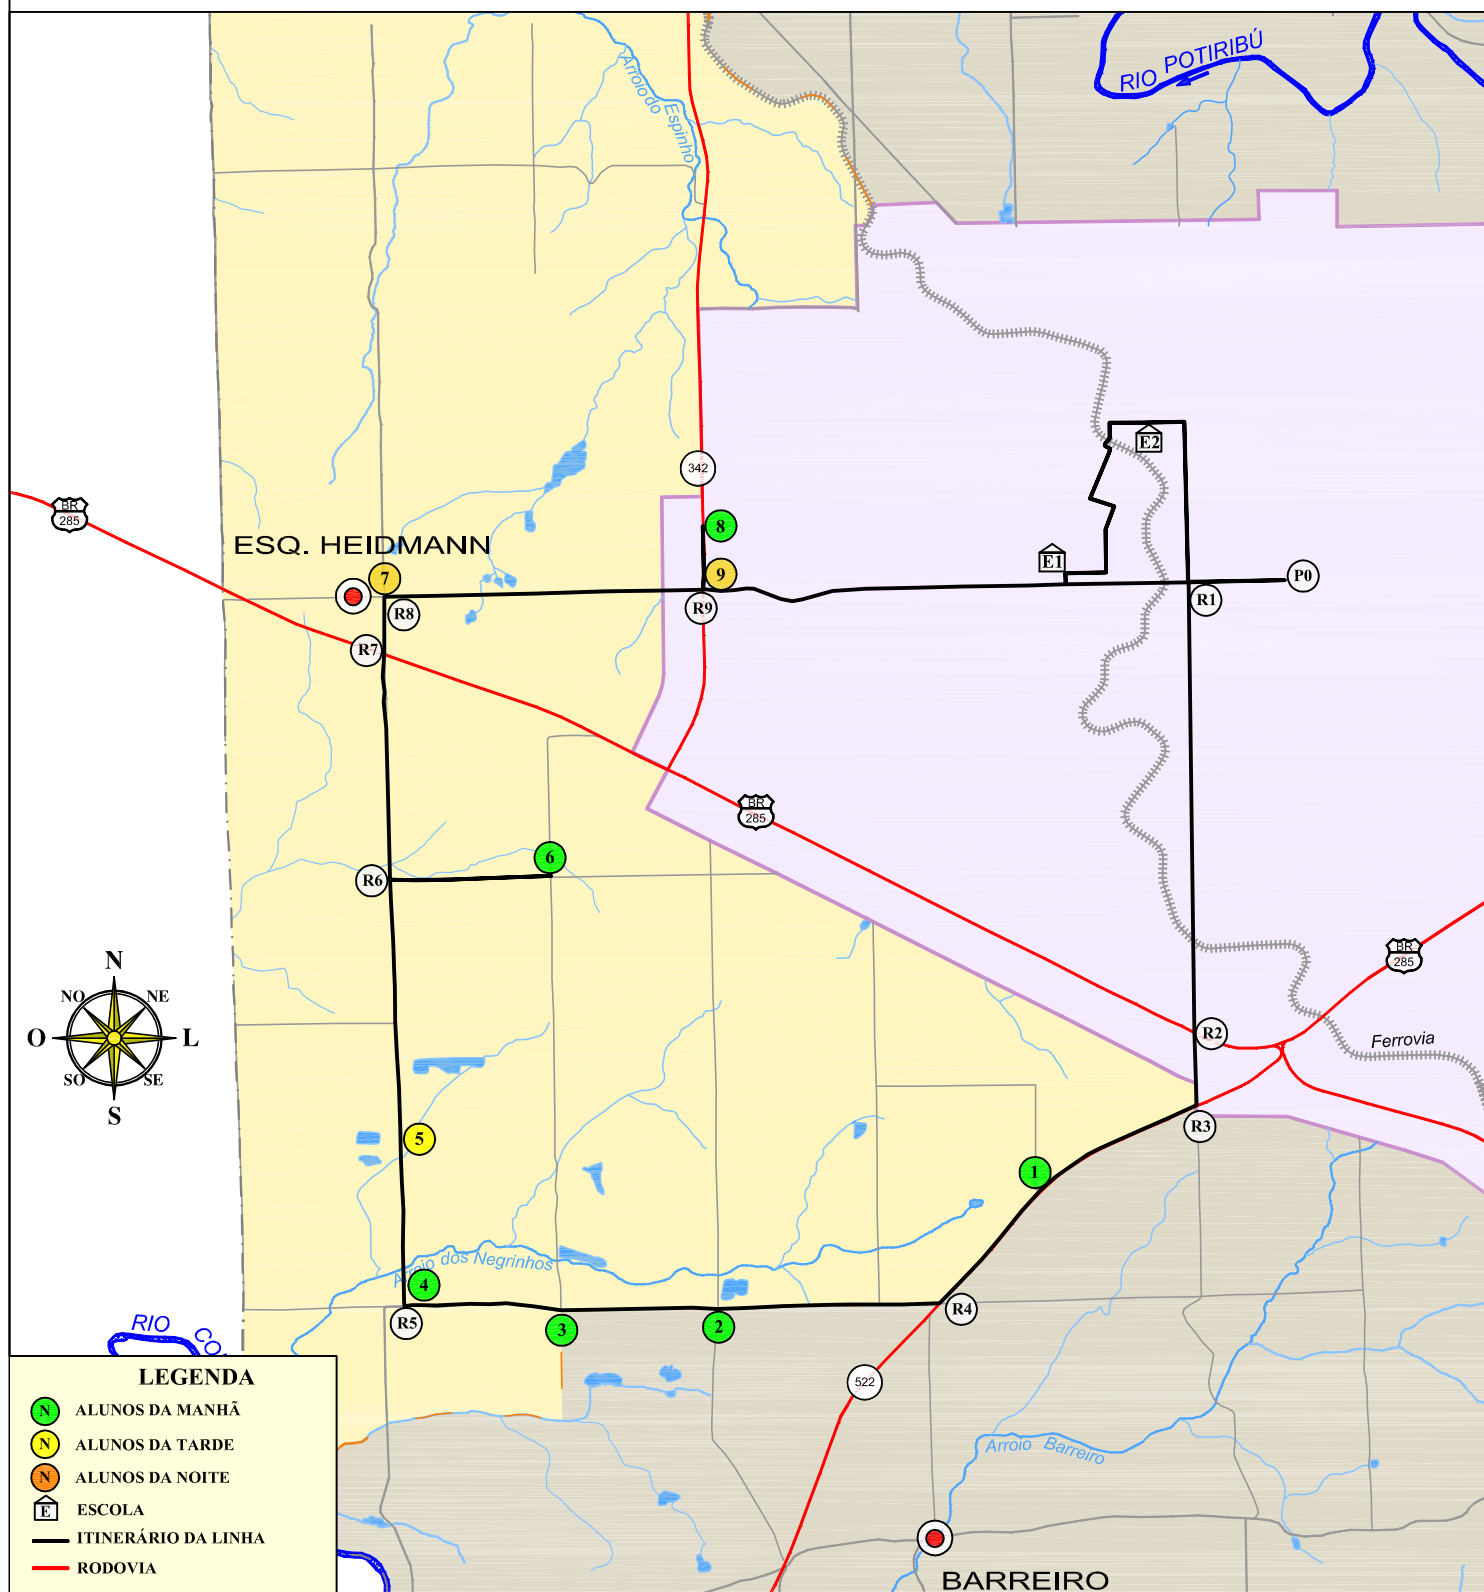 RIO POTIRIBÚ
Arroio do Espinho
342
E2
BR
285
8
ESQ. HEIDMANN
E1
7
9
P0
R8
R9
R1
R7
BR
285
6
R6
BR
285
N
NO
NE
O
L
SO
SE
S
R2
Ferrovia
R3
5
1
Arroio dos Negrinhos
4
R4
R5
3
2
RIO CO
522
LEGENDA
N ALUNOS DA MANHÃ
N ALUNOS DA TARDE
N ALUNOS DA NOITE
E ESCOLA
ITINERÁRIO DA LINHA
RODOVIA
Arroio Barreiro
BARREIRO